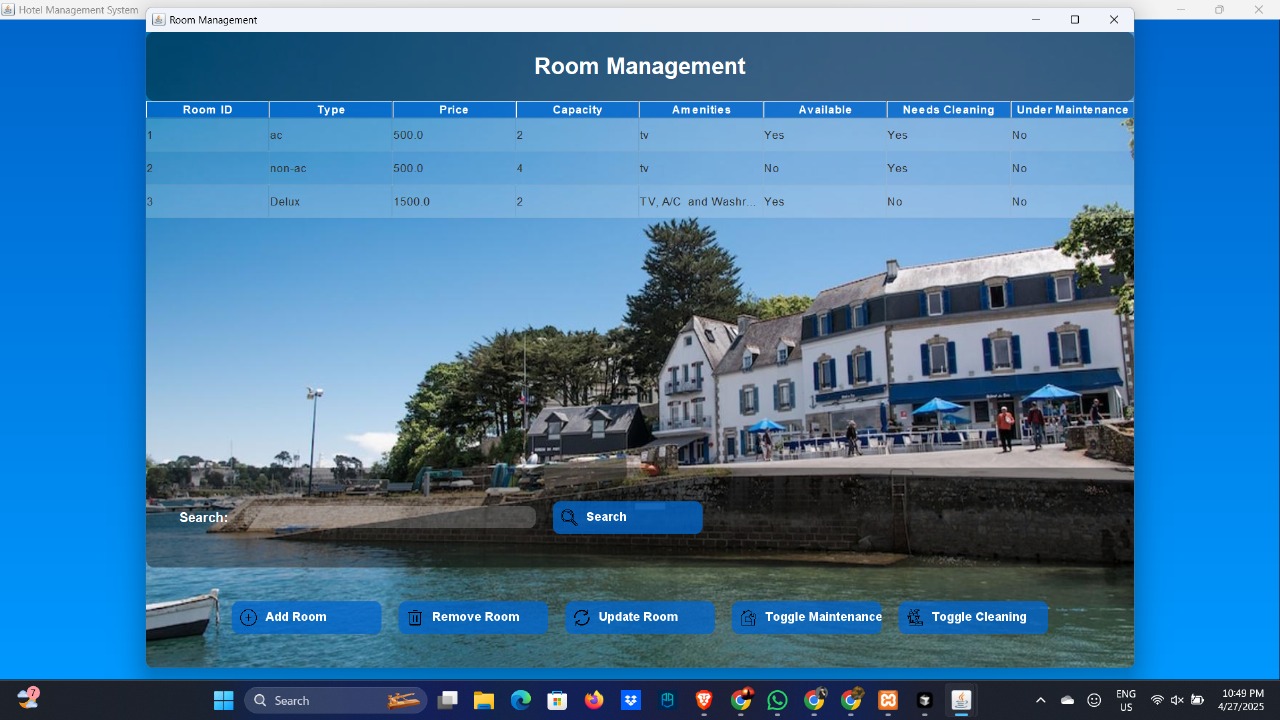 Hotel Management System
Room Management
Room Management
Room ID Type Price Capacity Amenities Available Needs Cleaning Under Maintenance
1 ac 500.0 2 tv Yes Yes No
2 non-ac 500.0 4 tv No Yes No
3 Delux 1500.0 2 TV, A/C and Washr... Yes No No
Search: Search
Add Room Remove Room Update Room Toggle Maintenance Toggle Cleaning
7 Search ENG 10:49 PM
US 4/27/2025